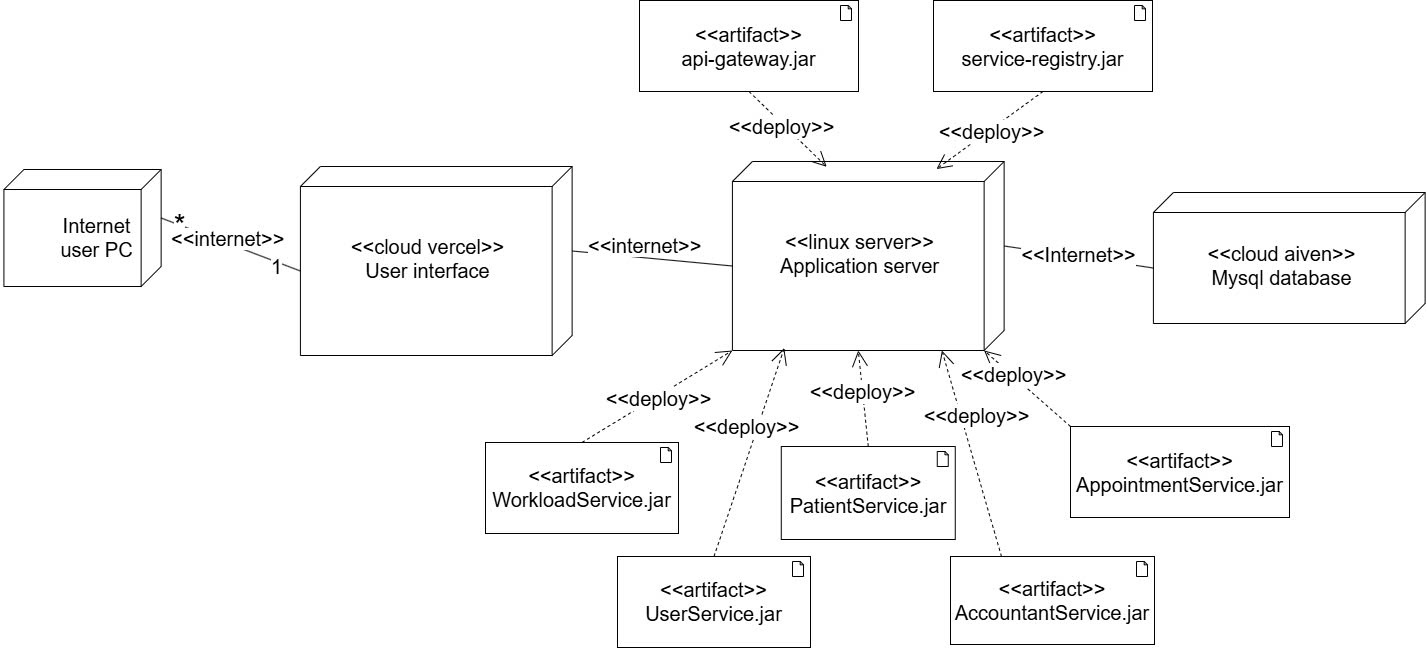 <<artifact>>
api-gateway.jar
<<artifact>>
service-registry.jar
<<deploy>>
<<deploy>>
Internet
user PC
*
<<internet>>
1
<<cloud vercel>>
User interface
<<internet>>
<<linux server>>
Application server
<<Internet>>
<<cloud aiven>>
Mysql database
<<deploy>>
<<deploy>>
<<deploy>>
<<deploy>>
<<deploy>>
<<artifact>>
WorkloadService.jar
<<artifact>>
PatientService.jar
<<artifact>>
AppointmentService.jar
<<artifact>>
UserService.jar
<<artifact>>
AccountantService.jar